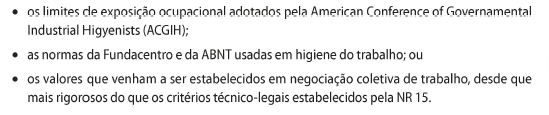 • os limites de exposição ocupacional adotados pela American Conference of Governamental
Industrial Higyenists (ACGIH);
• as normas da Fundacentro e da ABNT usadas em higiene do trabalho; ou
• os valores que venham a ser estabelecidos em negociação coletiva de trabalho, desde que
mais rigorosos do que os critérios técnico-legais estabelecidos pela NR 15.